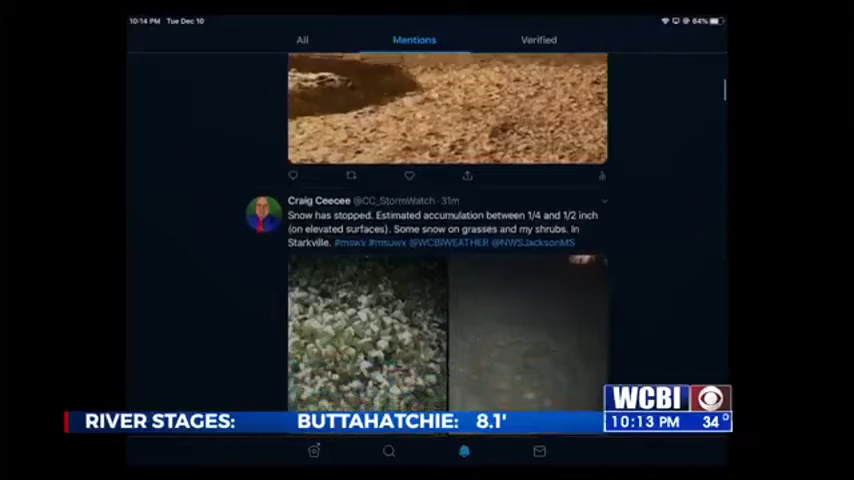 10:14 PM Tue Dec 10
64%
All Mentions Verified
Craig Ceecee @CC_StormWatch · 31m
Snow has stopped. Estimated accumulation between 1/4 and 1/2 inch
(on elevated surfaces). Some snow on grasses and my shrubs. In
Starkville. #mswx #msuwx @WCBIWEATHER @NWSJacksonMS
WCBI
RIVER STAGES: BUTTAHATCHIE: 8.1'
10:13 PM 34°